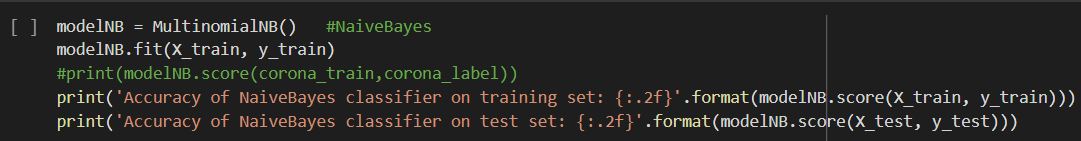 [ ] modelNB = MultinomialNB()   #NaiveBayes
modelNB.fit(X_train, y_train)
#print(modelNB.score(corona_train,corona_label))
print('Accuracy of NaiveBayes classifier on training set: {:.2f}'.format(modelNB.score(X_train, y_train)))
print('Accuracy of NaiveBayes classifier on test set: {:.2f}'.format(modelNB.score(X_test, y_test)))